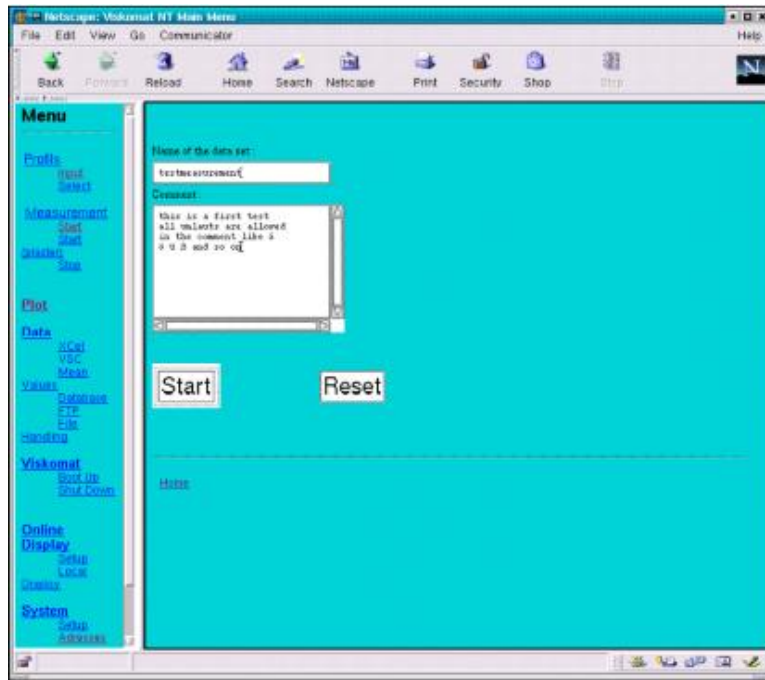 Netscape: Viskomat NT Main Menu
File Edit View Go Communicator Help
Back Forward Reload Home Search Netscape Print Security Shop Stop
N
Menu
Profils
Input
Select
Measurement
Start
Start
Stop
Plot
Data
XCel
VSC
Mean
Values
Database
FTP
File
Handling
Viskomat
Boot Up
Shut Down
Online
Display
Setup
Local
Display
System
Setup
Adresses
Name of the data set:
testmeasurement
Comment:
this is a first test
all umlauts are allowed
in the comment like
and so on
Start Reset
Home